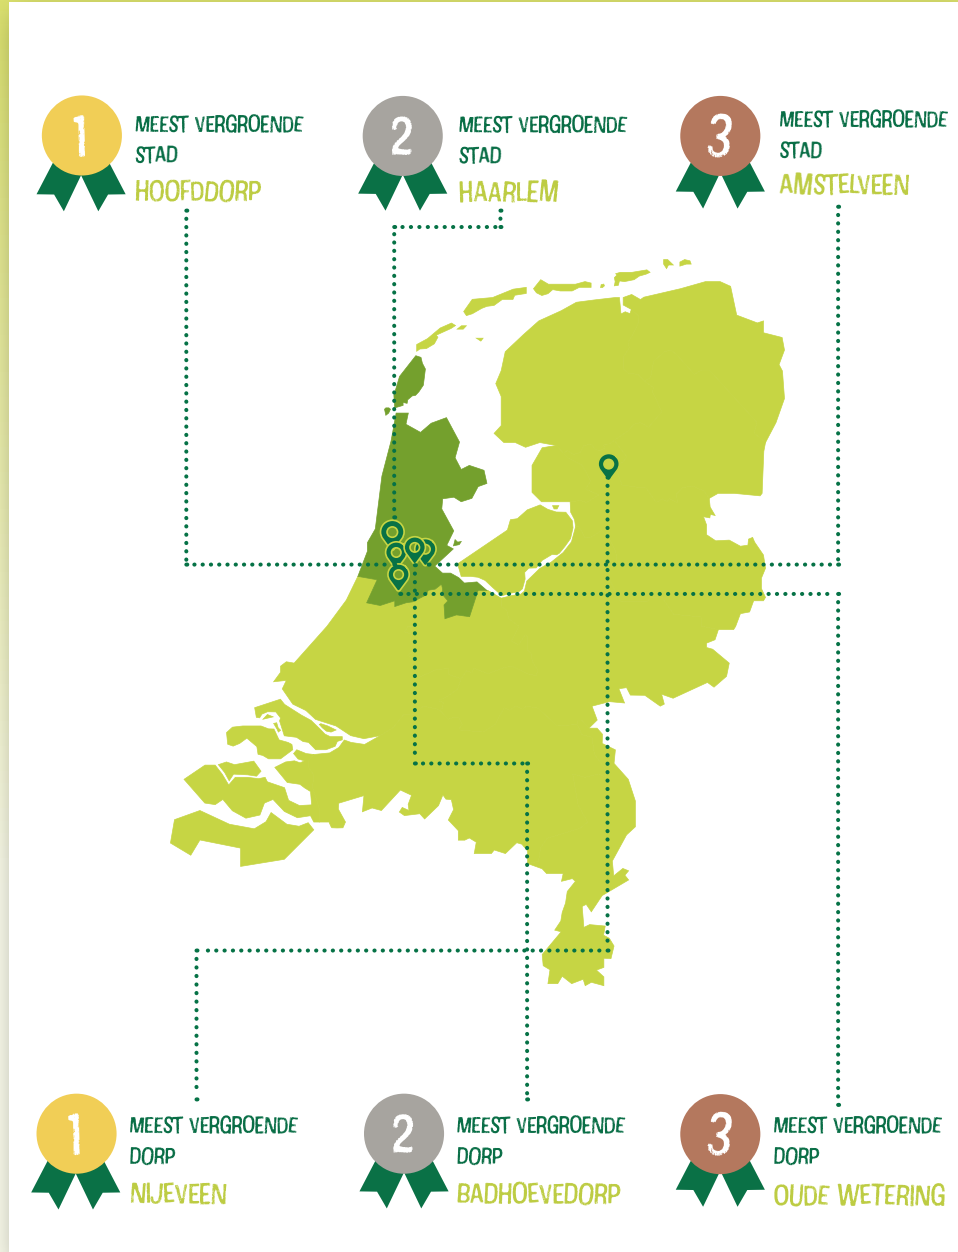 1
MEEST VERGROENDE
STAD
HOOFDDORP
2
MEEST VERGROENDE
STAD
HAARLEM
3
MEEST VERGROENDE
STAD
AMSTELVEEN
1
MEEST VERGROENDE
DORP
NIJEVEEN
2
MEEST VERGROENDE
DORP
BADHOEVEDORP
3
MEEST VERGROENDE
DORP
OUDE WETERING